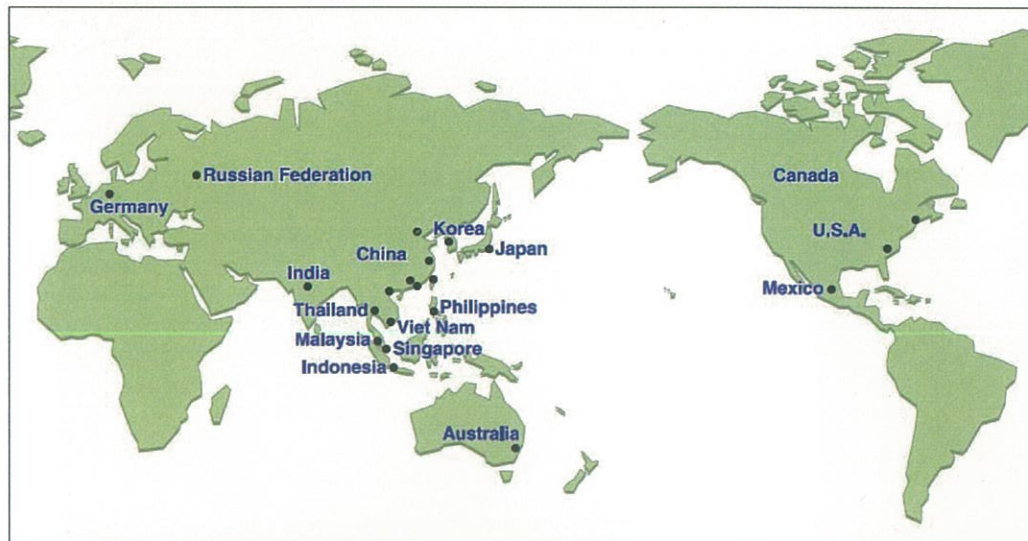 Russian Federation
Canada
Germany
Korea
U.S.A.
China
Japan
India
Mexico
Thailand
Philippines
Viet Nam
Malaysia
Singapore
Indonesia
Australia